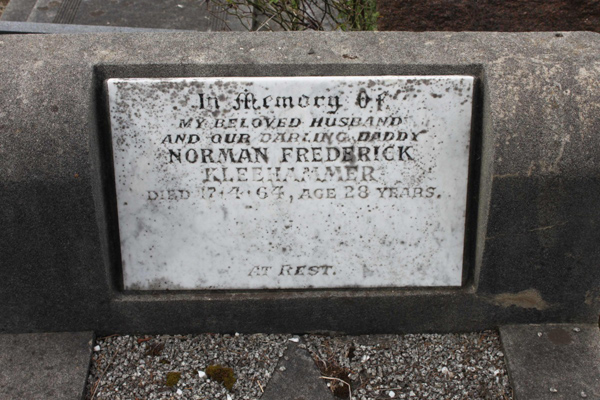 In Memory Of
MY BELOVED HUSBAND
AND OUR DARLING DADDY
NORMAN FREDERICK
KLEEHAMMER
DIED 17·4·64, AGE 28 YEARS.
AT REST.